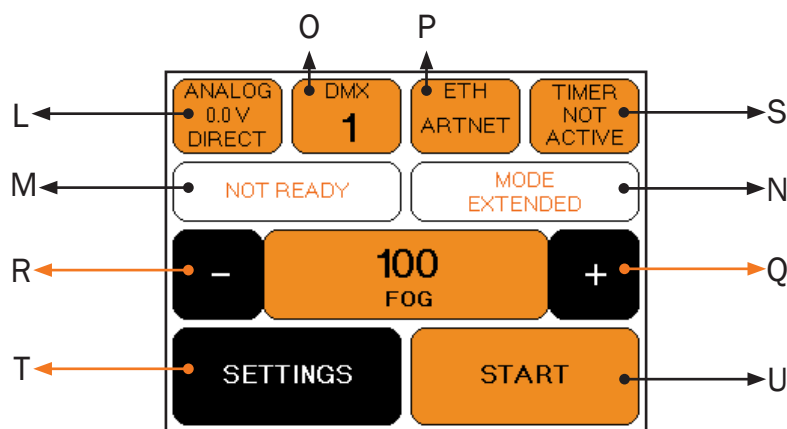 O
P
ANALOG
0.0 V
DIRECT
DMX
1
ETH
ARTNET
TIMER
NOT
ACTIVE
L
S
M
NOT READY
MODE
EXTENDED
N
R
-
100
FOG
+
Q
T
SETTINGS
START
U